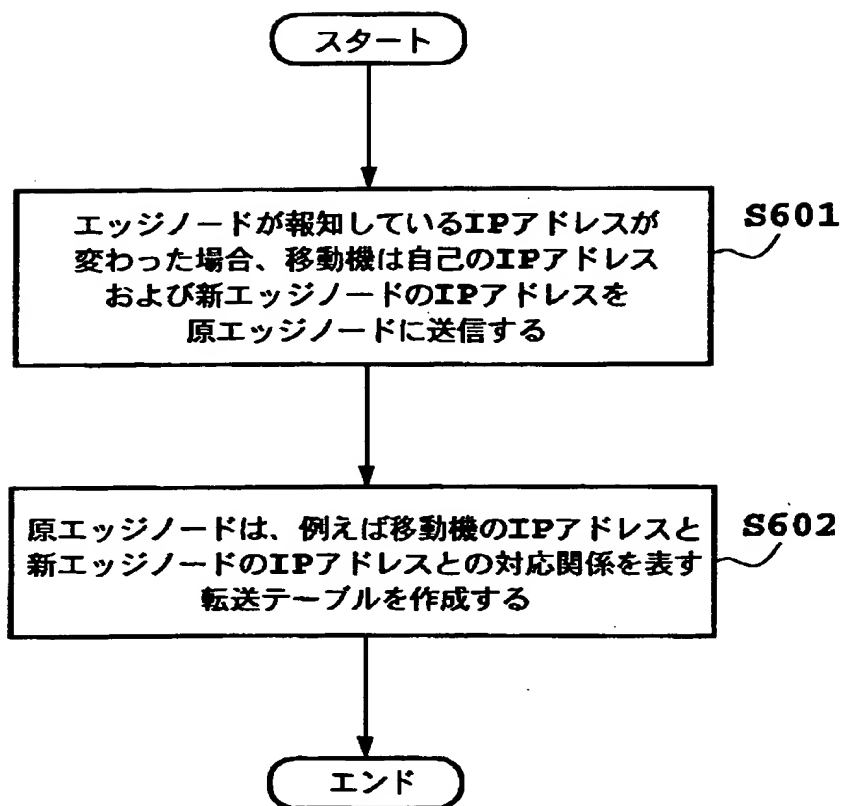 スタート
エッジノードが報知しているIPアドレスが
変わった場合、移動機は自己のIPアドレス
および新エッジノードのIPアドレスを
原エッジノードに送信する
S601
原エッジノードは、例えば移動機のIPアドレスと
新エッジノードのIPアドレスとの対応関係を表す
転送テーブルを作成する
S602
エンド